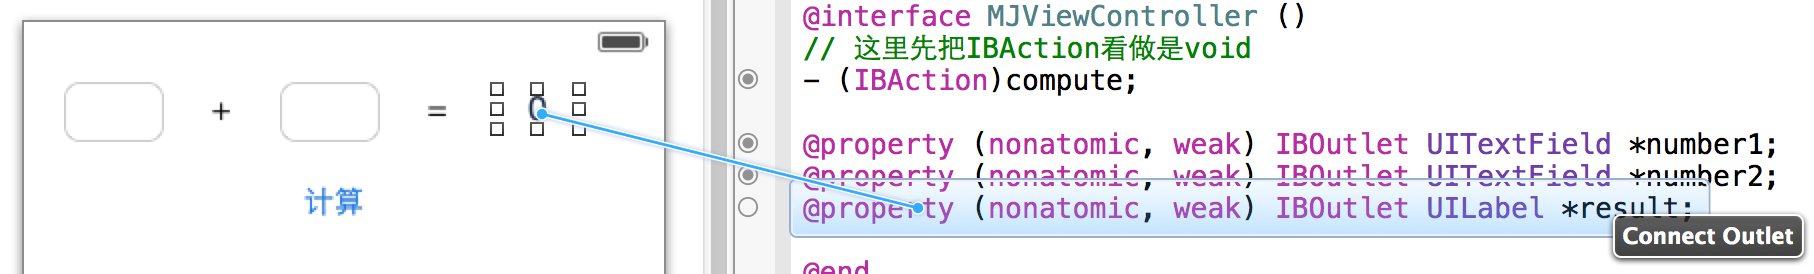 + = 0
计算
@interface MJViewController ()
// 这里先把IBAction看做是void
- (IBAction)compute;
@property (nonatomic, weak) IBOutlet UITextField *number1;
@property (nonatomic, weak) IBOutlet UITextField *number2;
@property (nonatomic, weak) IBOutlet UILabel *result;
Connect Outlet
@end